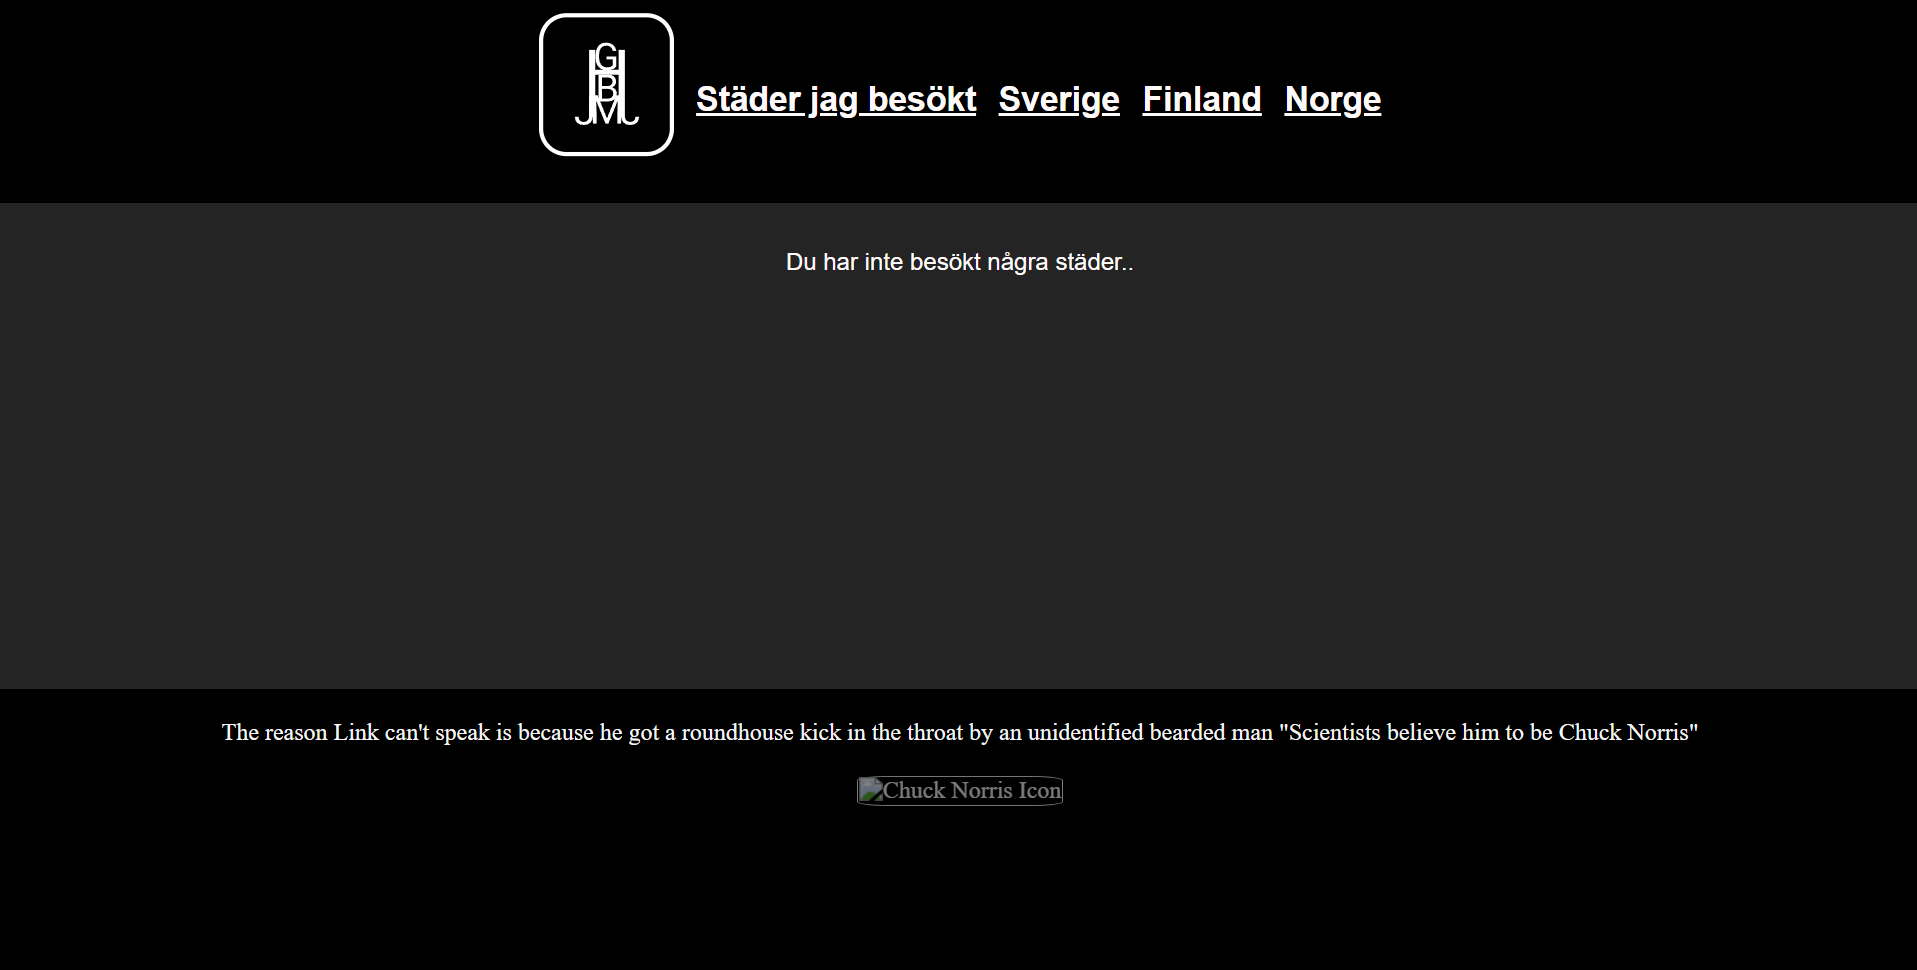 G
B
JMJ
Städer jag besökt Sverige Finland Norge
Du har inte besökt några städer..
The reason Link can't speak is because he got a roundhouse kick in the throat by an unidentified bearded man "Scientists believe him to be Chuck Norris"
Chuck Norris Icon